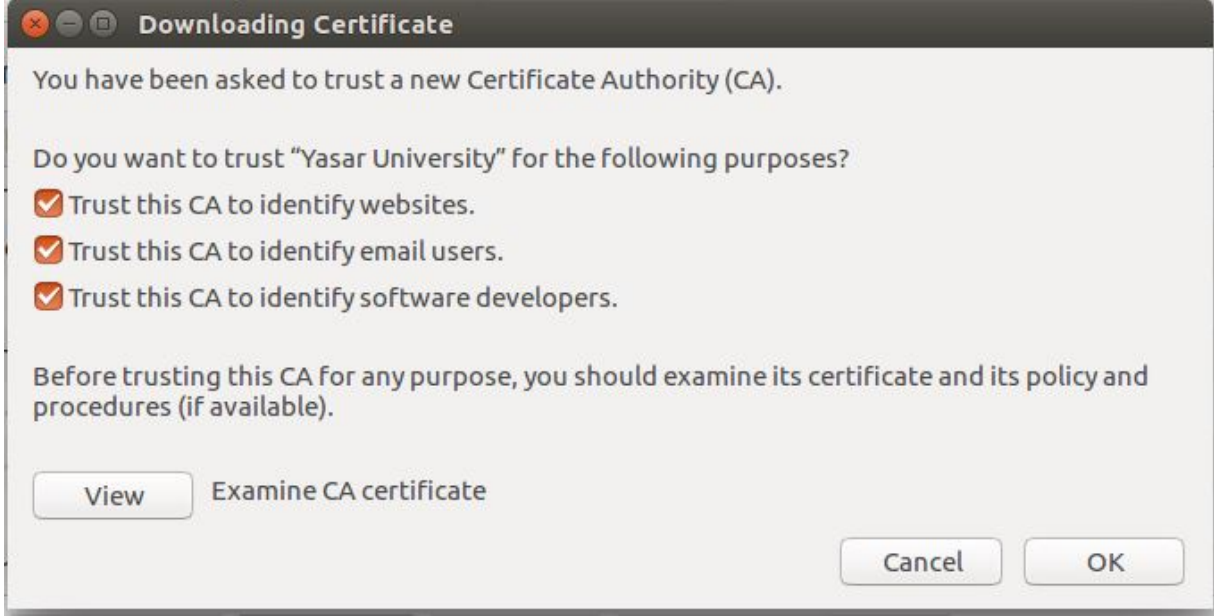 Downloading Certificate
You have been asked to trust a new Certificate Authority (CA).
Do you want to trust “Yasar University” for the following purposes?
Trust this CA to identify websites.
Trust this CA to identify email users.
Trust this CA to identify software developers.
Before trusting this CA for any purpose, you should examine its certificate and its policy and
procedures (if available).
View Examine CA certificate
Cancel OK